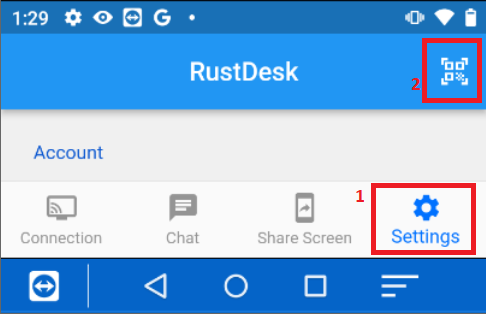 1:29
RustDesk
2
Account
1
Connection
Chat
Share Screen
Settings